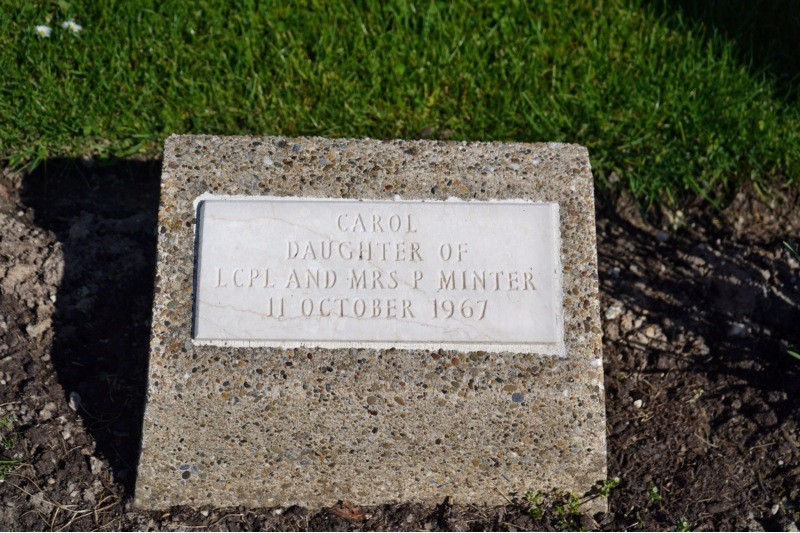 CAROL
DAUGHTER OF
LCPL AND MRS P MINTER
11 OCTOBER 1967